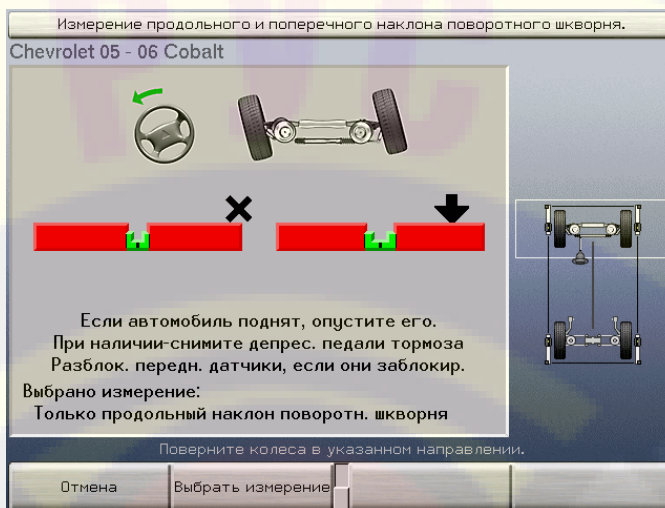 Измерение продольного и поперечного наклона поворотного шкворня.
Chevrolet 05 - 06 Cobalt
Если автомобиль поднят, опустите его.
При наличии-снимите депрес. педали тормоза
Разблок. передн. датчики, если они заблокир.
Выбрано измерение:
Только продольный наклон поворотн. шкворня
Поверните колеса в указанном направлении.
Отмена
Выбрать измерение